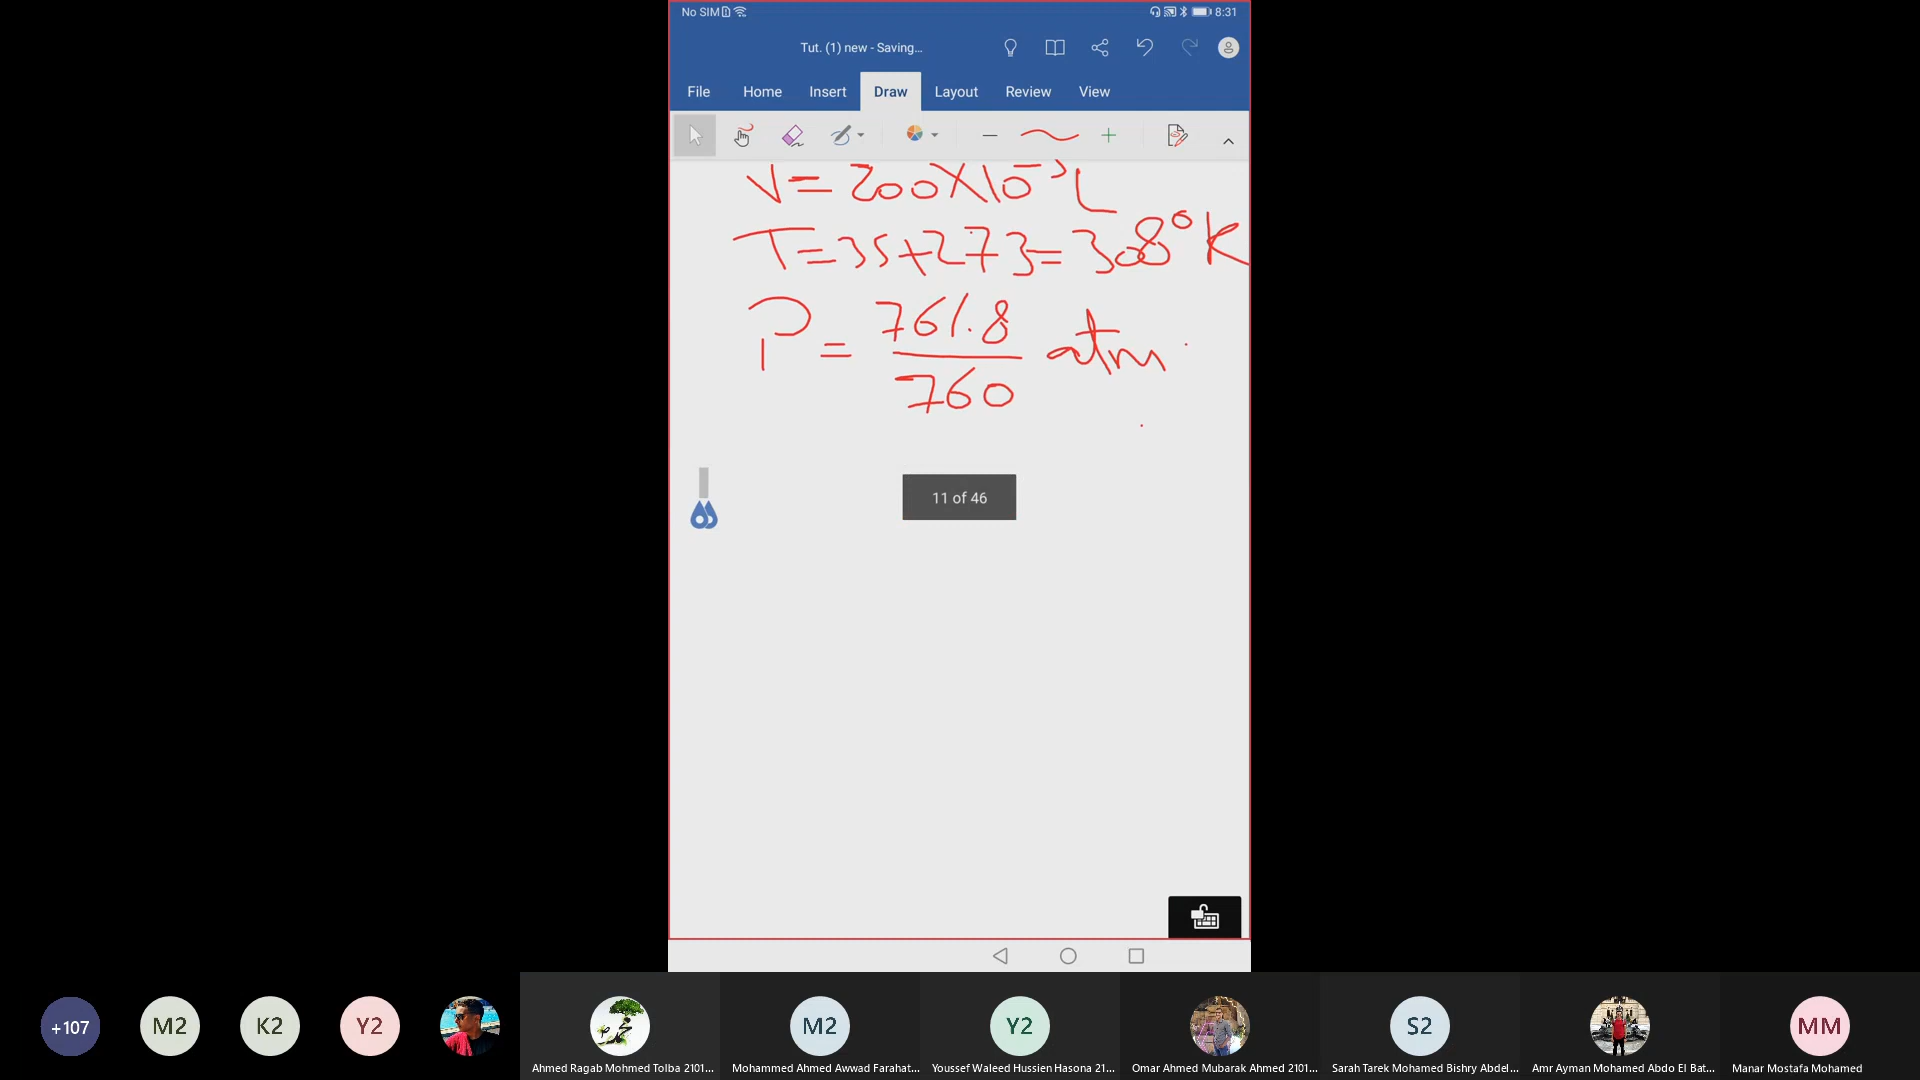 No SIM 8:31
Tut. (1) new - Saving...
File Home Insert Draw Layout Review View
V = 200 X 10⁻³ L
T = 35 + 273 = 308° K
P = 761.8 / 760 atm
11 of 46
+107 M2 K2 Y2 M2 Y2 S2 MM
Ahmed Ragab Mohmed Tolba 2101... Mohammed Ahmed Awwad Farahat... Youssef Waleed Hussien Hasona 21... Omar Ahmed Mubarak Ahmed 2101... Sarah Tarek Mohamed Bishry Abdel... Amr Ayman Mohamed Abdo El Bat... Manar Mostafa Mohamed